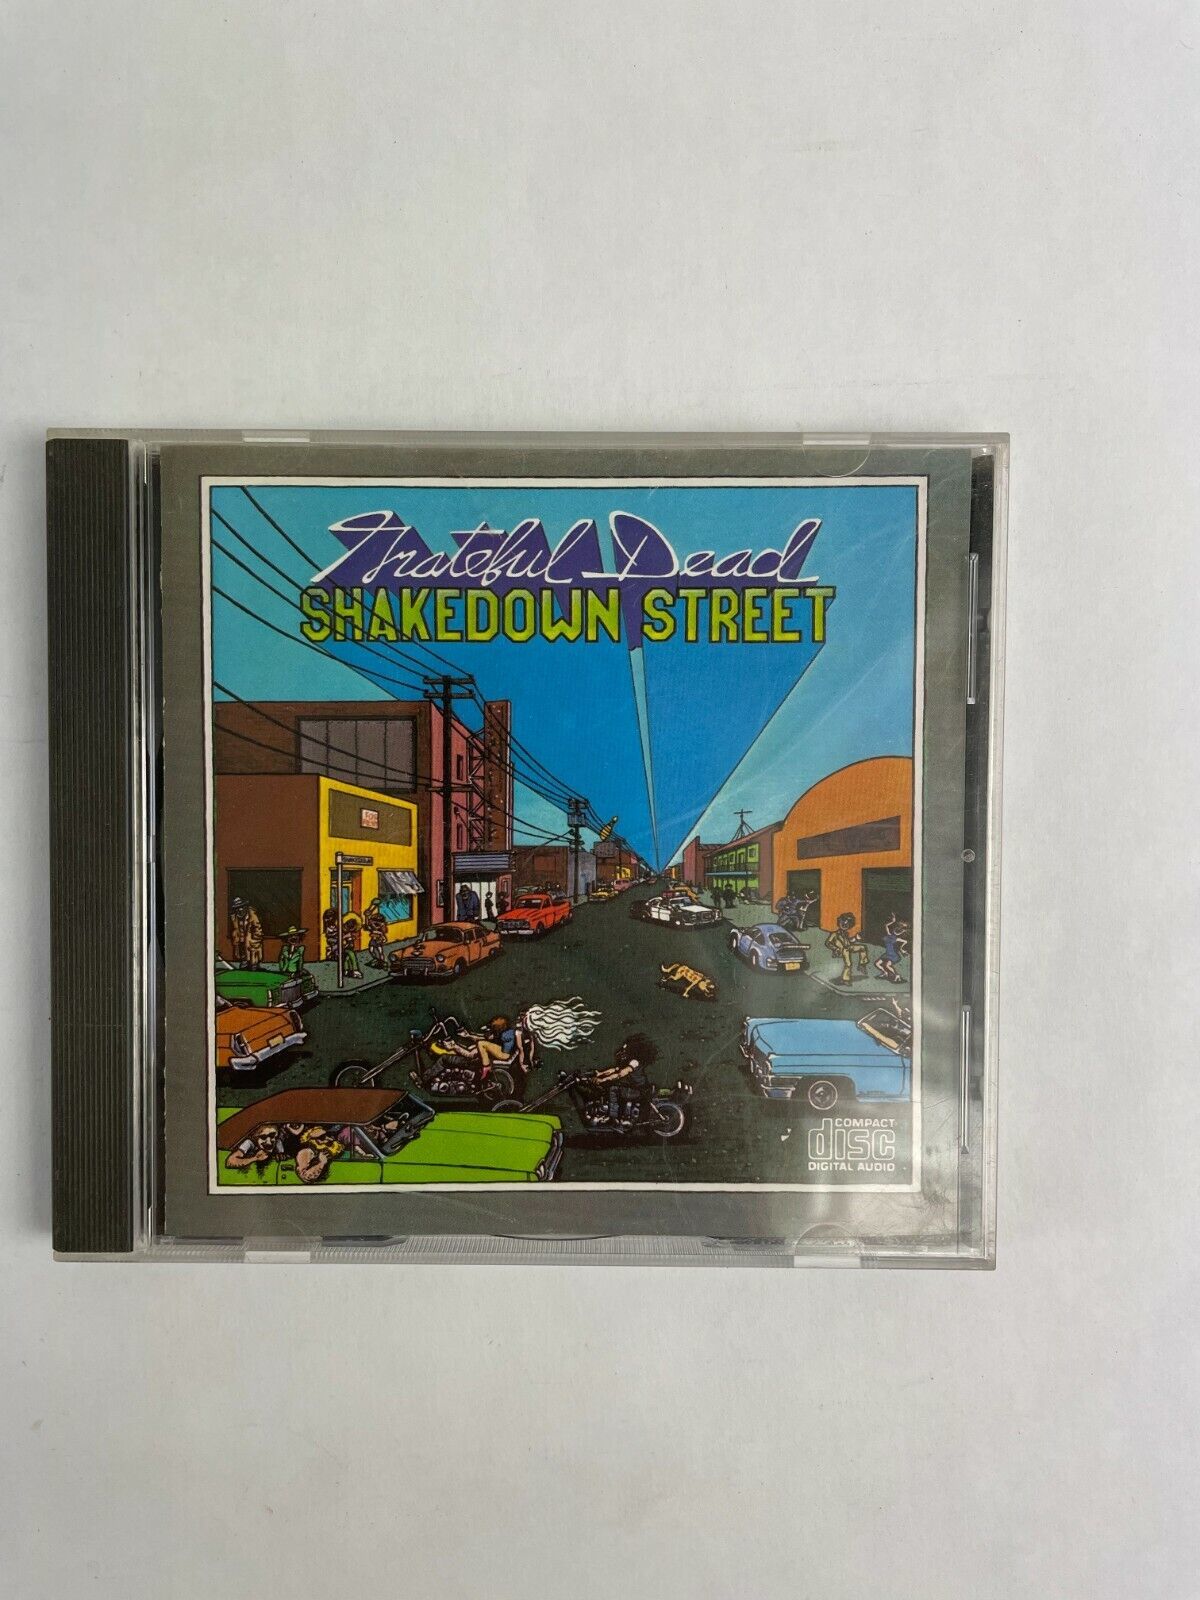 Grateful Dead
SHAKEDOWN STREET
COMPACT
disc
DIGITAL AUDIO